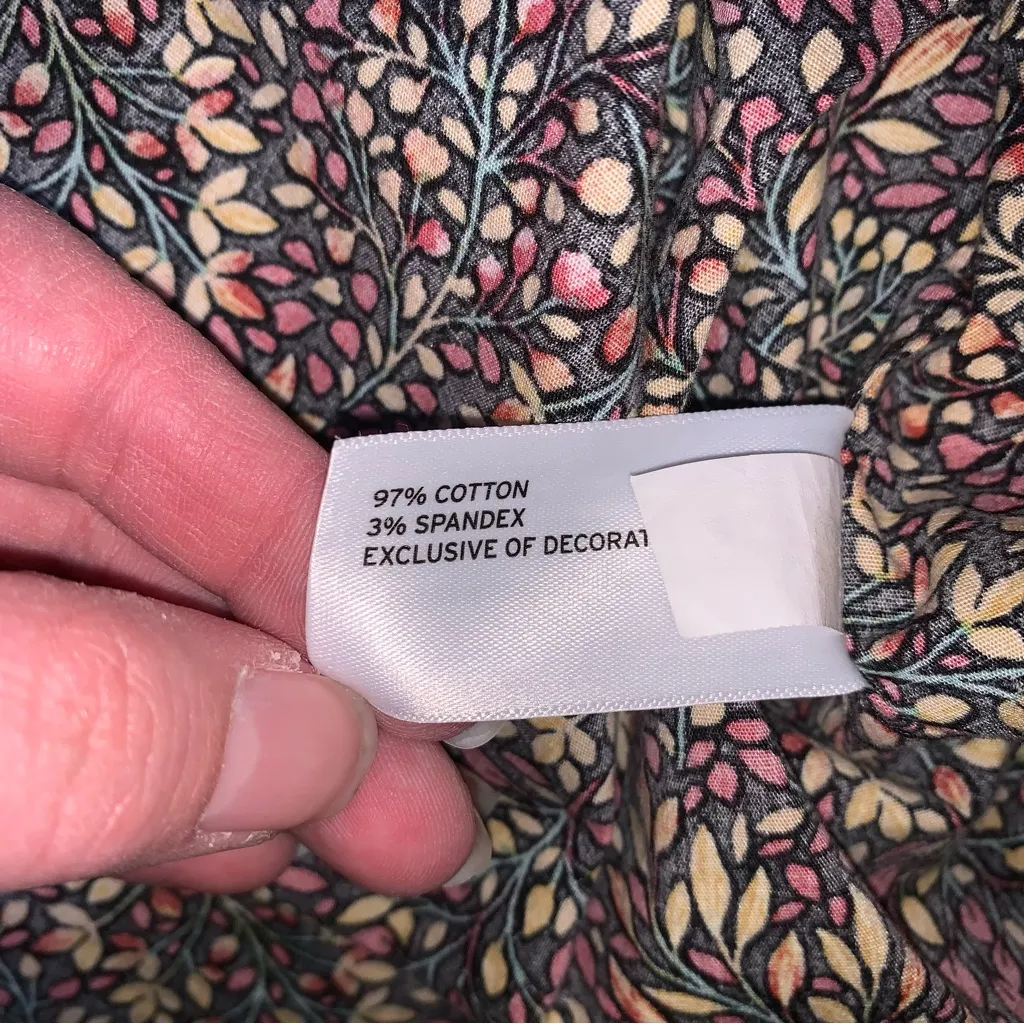 97% COTTON
3% SPANDEX
EXCLUSIVE OF DECORAT